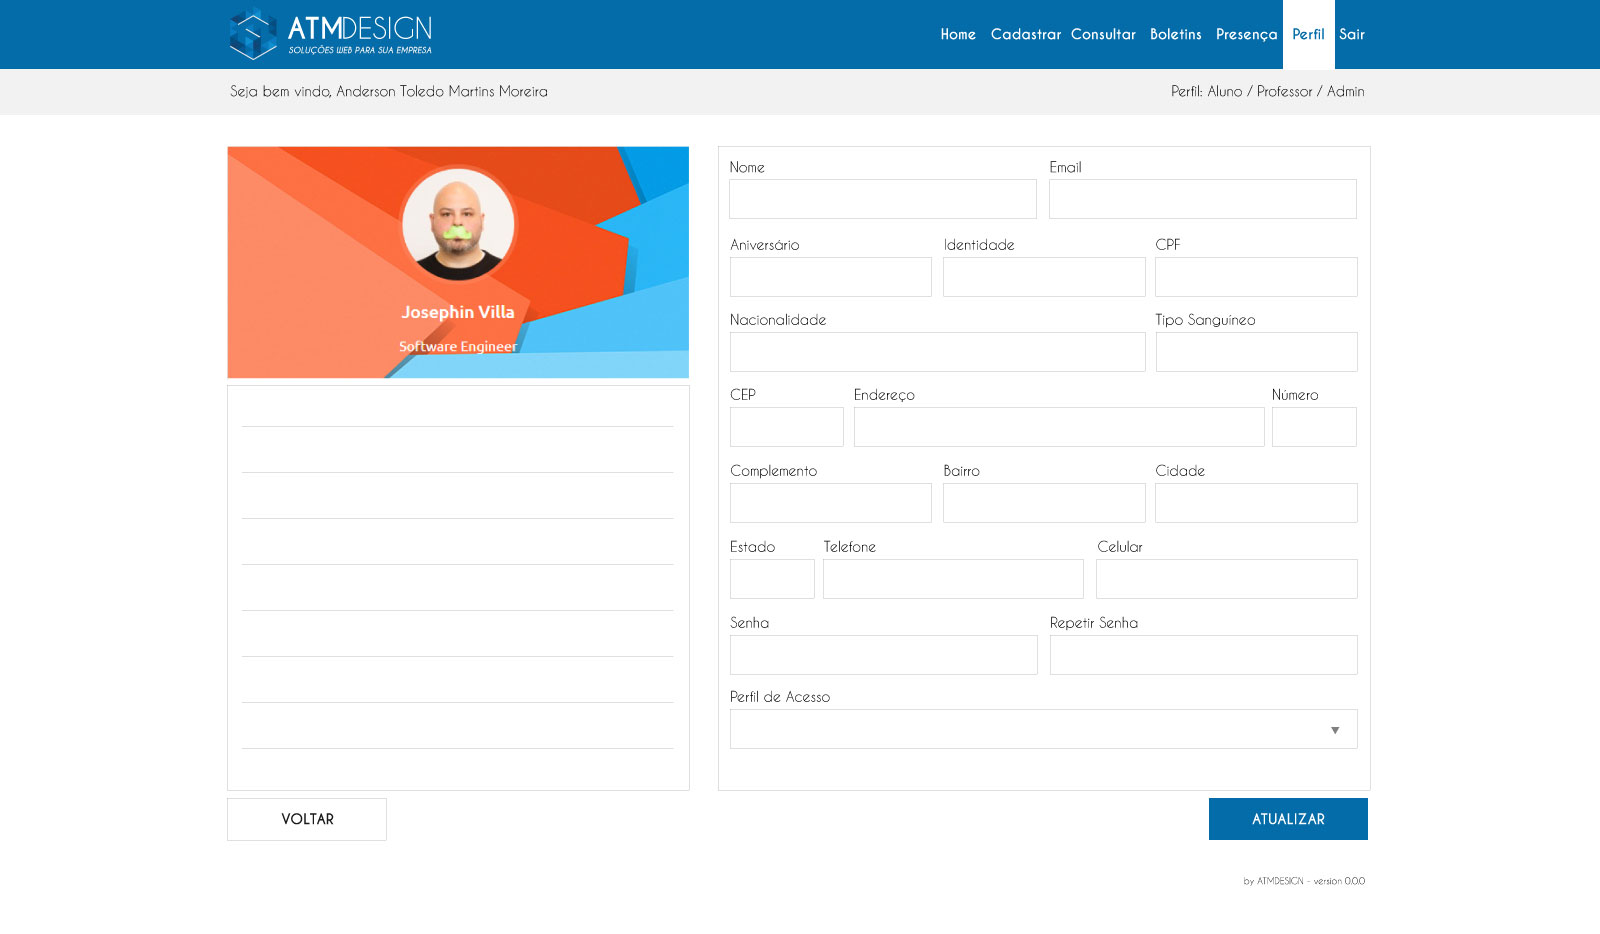 ATMDESIGN
SOLUÇÕES WEB PARA SUA EMPRESA
Home Cadastrar Consultar Boletins Presença Perfil Sair
Seja bem vindo, Anderson Toledo Martins Moreira
Perfil: Aluno / Professor / Admin
Josephin Villa
Software Engineer
Nome Email
Aniversário Identidade CPF
Nacionalidade Tipo Sanguíneo
CEP Endereço Número
Complemento Bairro Cidade
Estado Telefone Celular
Senha Repetir Senha
Perfil de Acesso
VOLTAR ATUALIZAR
by ATMDESIGN - version 0.0.0